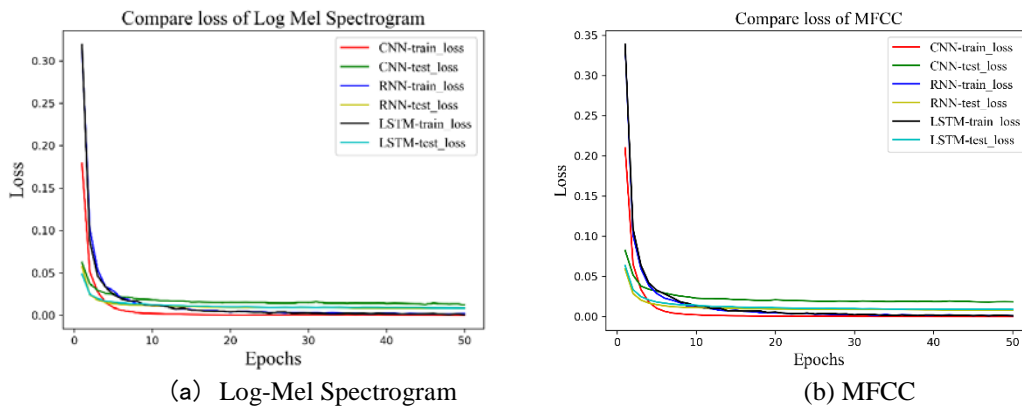 Compare loss of Log Mel Spectrogram
0.30
0.25
0.20
0.15
0.10
0.05
0.00
Loss
CNN-train_loss
CNN-test_loss
RNN-train_loss
RNN-test_loss
LSTM-train_loss
LSTM-test_loss
0 10 20 30 40 50
Epochs
(a) Log-Mel Spectrogram
Compare loss of MFCC
0.35
0.30
0.25
0.20
0.15
0.10
0.05
0.00
Loss
CNN-train_loss
CNN-test_loss
RNN-train_loss
RNN-test_loss
LSTM-train_loss
LSTM-test_loss
0 10 20 30 40 50
Epochs
(b) MFCC